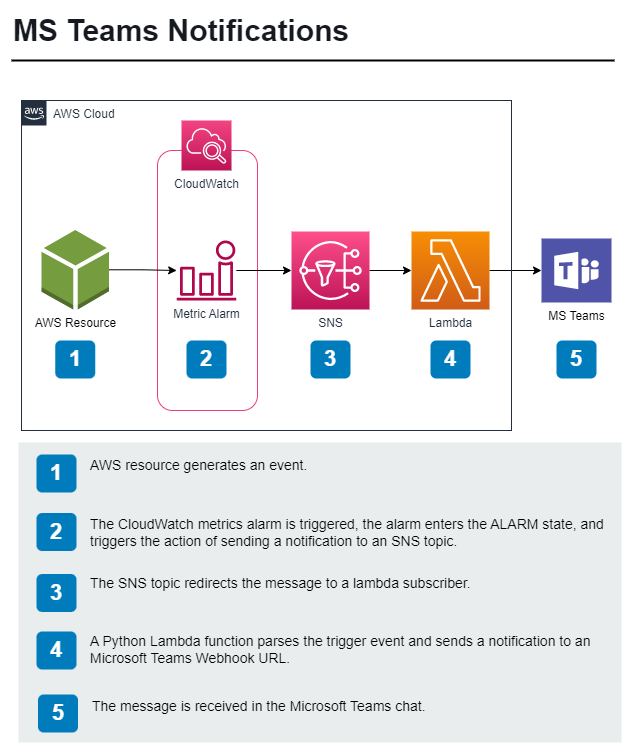 MS Teams Notifications
aws
AWS Cloud
CloudWatch
AWS Resource
Metric Alarm
SNS
Lambda
T
MS Teams
1
2
3
4
5
1
AWS resource generates an event.
2
The CloudWatch metrics alarm is triggered, the alarm enters the ALARM state, and
triggers the action of sending a notification to an SNS topic.
3
The SNS topic redirects the message to a lambda subscriber.
4
A Python Lambda function parses the trigger event and sends a notification to an
Microsoft Teams Webhook URL.
5
The message is received in the Microsoft Teams chat.